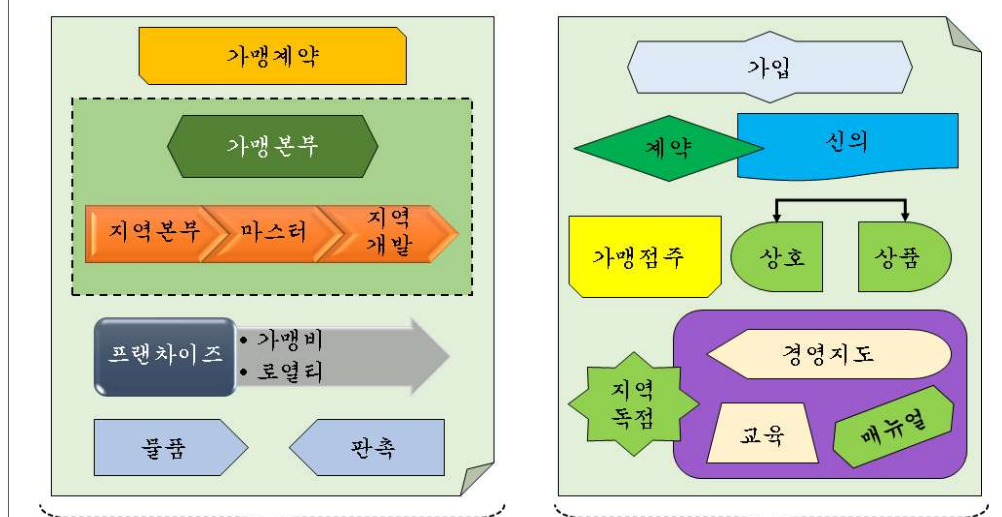 가맹계약
가맹본부
지역본부
마스터
지역
개발
프랜차이즈
• 가맹비
• 로열티
물품
판촉
가입
계약
신의
가맹점주
상호
상품
경영지도
지역
독점
교육
매뉴얼